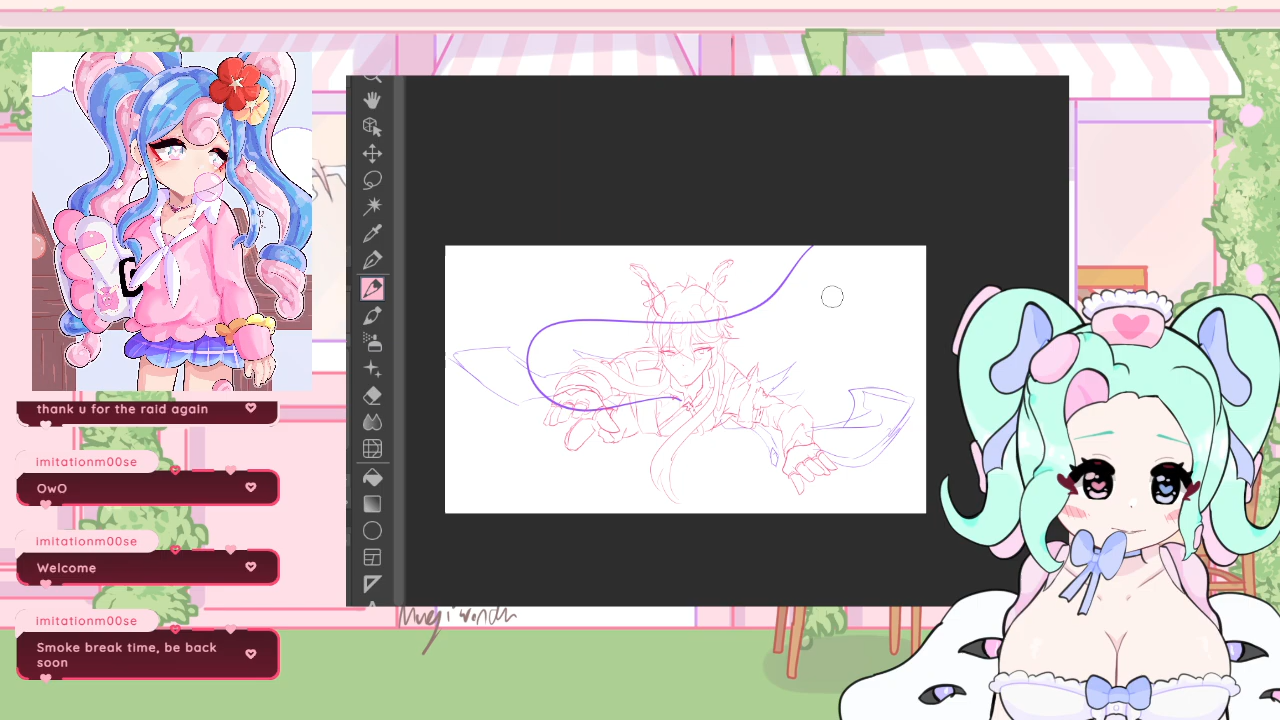 thank u for the raid again
imitationm00se
OwO
imitationm00se
Welcome
imitationm00se
Smoke break time, be back
soon